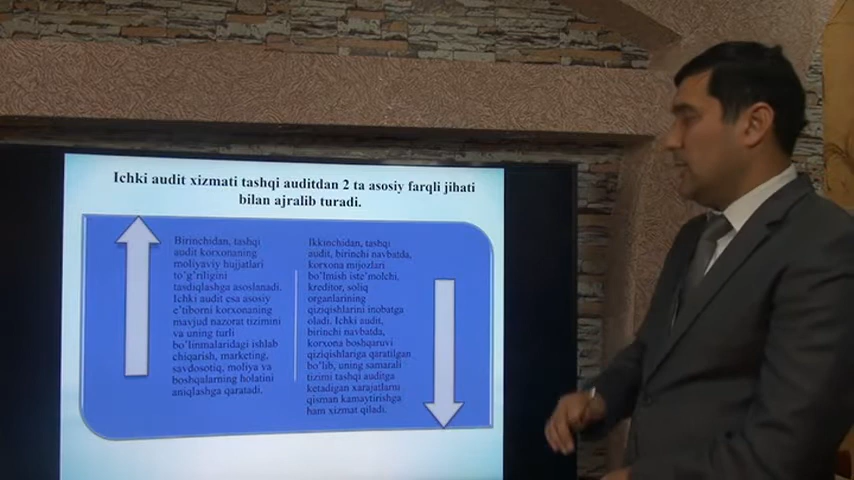 Ichki audit xizmati tashqi auditdan 2 ta asosiy farqli jihati
bilan ajralib turadi.
Birinchidan, tashqi
audit korxonaning
moliyaviy hujjatlari
to’g’riligini
tasdiqlashga asoslanadi.
Ichki audit esa asosiy
e’tiborni korxonaning
mavjud nazorat tizimini
va uning turli
bo’linmalaridagi ishlab
chiqarish, marketing,
savdosotiq, moliya va
boshqalarning holatini
aniqlashga qaratadi.
Ikkinchidan, tashqi
audit, birinchi navbatda,
korxona mijozlari
bo’lmish iste’molchi,
kreditor, soliq
organlarining
qiziqishlarini inobatga
oladi. Ichki audit,
birinchi navbatda,
korxona boshqaruvi
qiziqishlariga qaratilgan
bo’lib, uning samarali
tizimi tashqi auditga
ketadigan xarajatlarni
qisman kamaytirishga
ham xizmat qiladi.